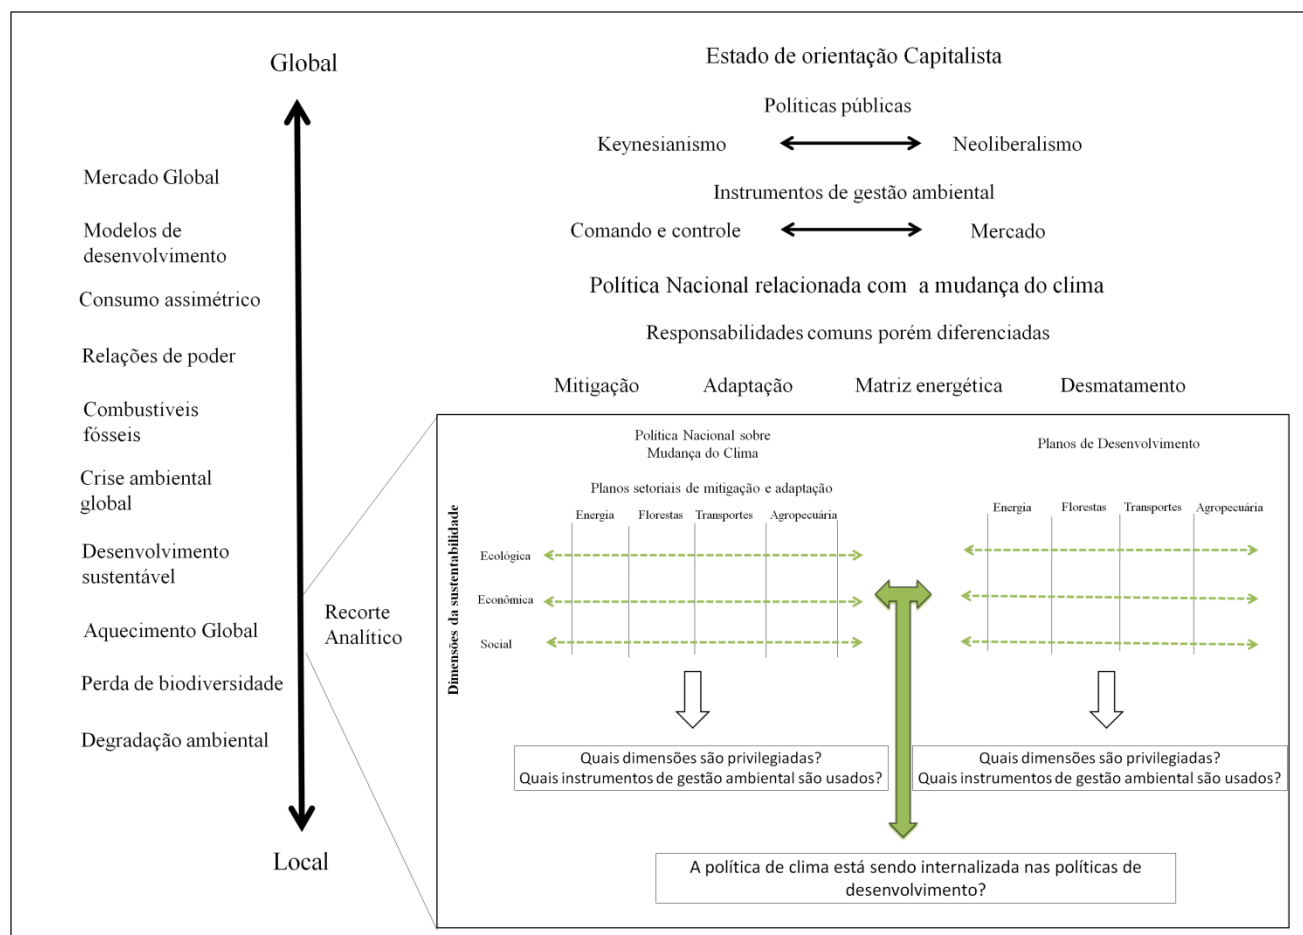 Global
Mercado Global
Modelos de
desenvolvimento
Consumo assimétrico
Relações de poder
Combustíveis
fósseis
Crise ambiental
global
Desenvolvimento
sustentável
Aquecimento Global
Perda de biodiversidade
Degradação ambiental
Local
Recorte
Analítico
Estado de orientação Capitalista
Políticas públicas
Keynesianismo
Neoliberalismo
Instrumentos de gestão ambiental
Comando e controle
Mercado
Política Nacional relacionada com a mudança do clima
Responsabilidades comuns porém diferenciadas
Mitigação
Adaptação
Matriz energética
Desmatamento
Dimensões da sustentabilidade
Política Nacional sobre
Mudança do Clima
Planos setoriais de mitigação e adaptação
Energia
Florestas
Transportes
Agropecuária
Ecológica
Econômica
Social
Quais dimensões são privilegiadas?
Quais instrumentos de gestão ambiental são usados?
Planos de Desenvolvimento
Energia
Florestas
Transportes
Agropecuária
Quais dimensões são privilegiadas?
Quais instrumentos de gestão ambiental são usados?
A política de clima está sendo internalizada nas políticas de
desenvolvimento?